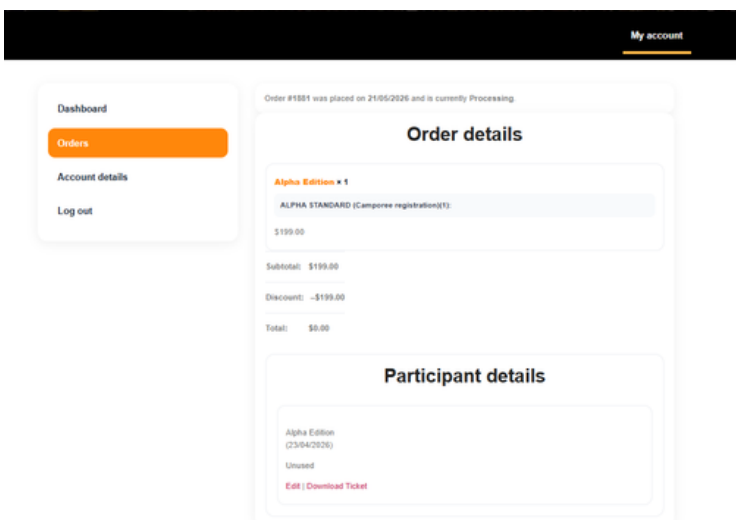 My account
Dashboard
Orders
Account details
Log out
Order #1881 was placed on 21/05/2026 and is currently Processing.
Order details
Alpha Edition × 1
ALPHA STANDARD (Camporee registration)(1):
$199.00
Subtotal: $199.00
Discount: –$199.00
Total: $0.00
Participant details
Alpha Edition
(23/04/2026)
Unused
Edit | Download Ticket